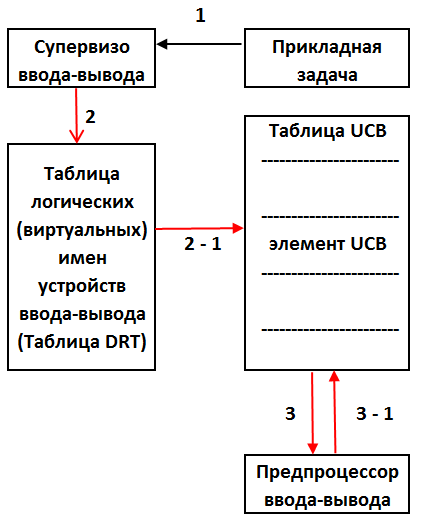 1
Супервизо
ввода-вывода
Прикладная
задача
2
Таблица
логических
(виртуальных)
имен
устройств
ввода-вывода
(Таблица DRT)
2 - 1
Таблица UCB
элемент UCB
3
3 - 1
Предпроцессор
ввода-вывода